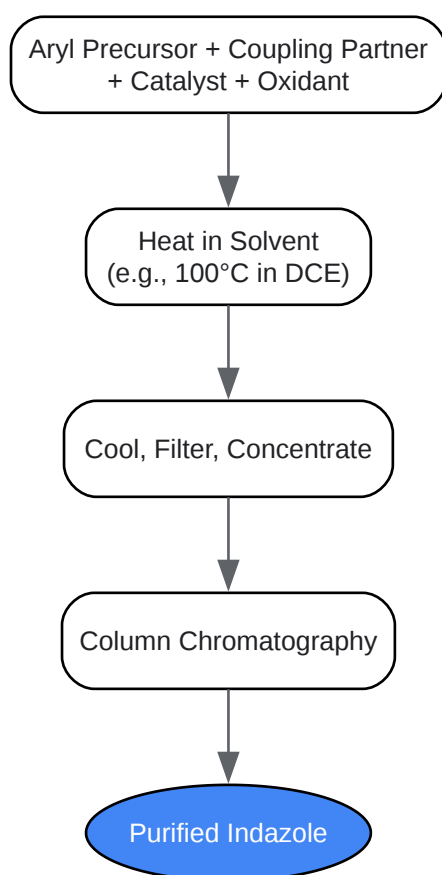 Aryl Precursor + Coupling Partner
+ Catalyst + Oxidant
Heat in Solvent
(e.g., 100°C in DCE)
Cool, Filter, Concentrate
Column Chromatography
Purified Indazole